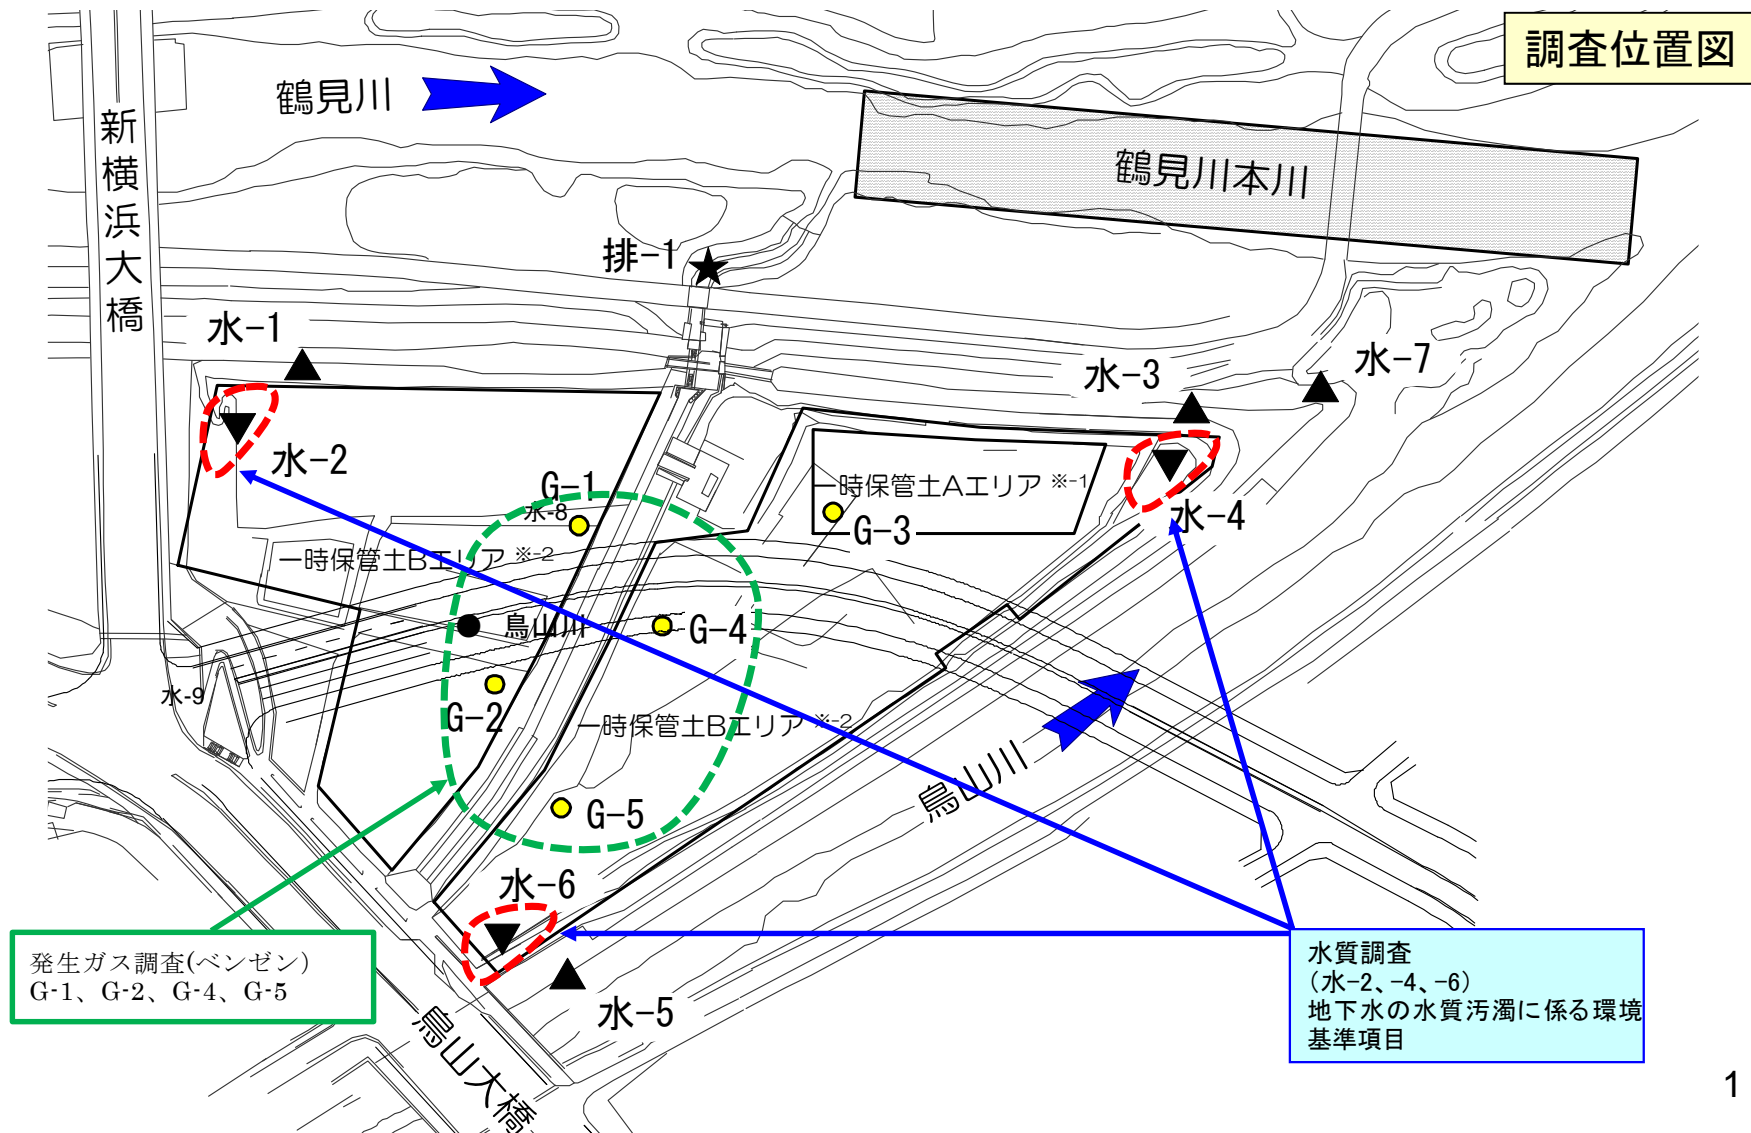 調査位置図
鶴見川
新横浜大橋
鶴見川本川
排-1
水-1
水-7
水-3
水-2
G-1
一時保管土Aエリア ※-1
水-8
G-3
水-4
一時保管土Bエリア ※-2
鳥山川
G-4
水-9
G-2
一時保管土Bエリア ※-2
鳥山川
G-5
水-6
発生ガス調査(ベンゼン)
G-1、G-2、G-4、G-5
水質調査
(水-2、-4、-6)
地下水の水質汚濁に係る環境
基準項目
水-5
鳥山大橋
1